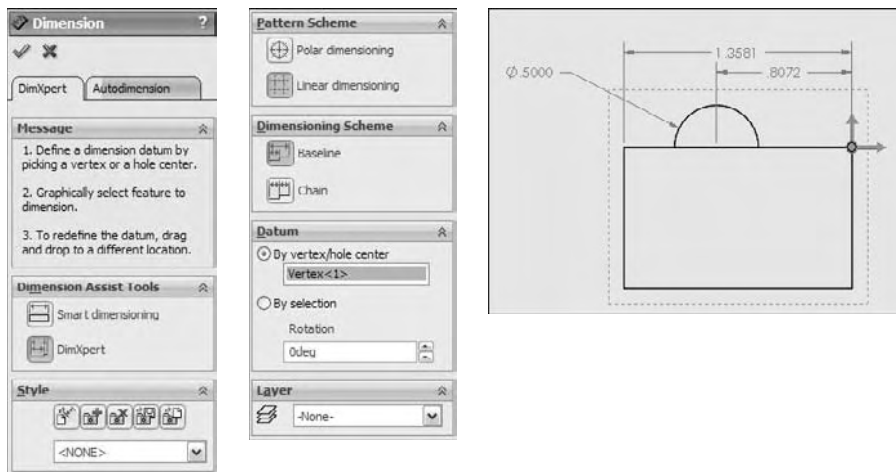 Dimension ?
DimXpert Autodimension
Message
1. Define a dimension datum by
picking a vertex or a hole center.
2. Graphically select feature to
dimension.
3. To redefine the datum, drag
and drop to a different location.
Dimension Assist Tools
Smart dimensioning
DimXpert
Style
<NONE>
Pattern Scheme
Polar dimensioning
Linear dimensioning
Dimensioning Scheme
Baseline
Chain
Datum
By vertex/hole center
Vertex<1>
By selection
Rotation
0deg
Layer
-None-
1.3581
Ø.5000
.8072